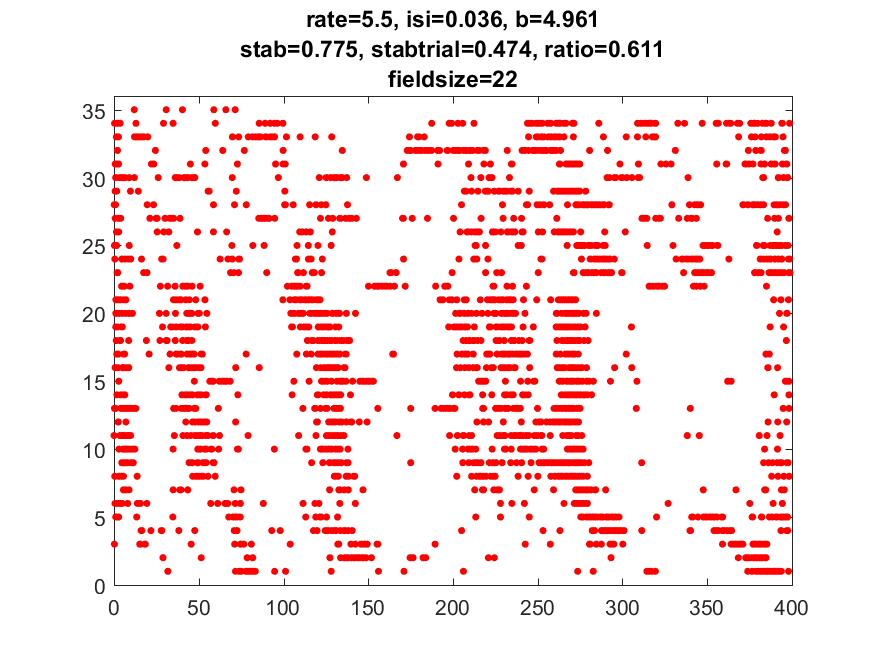 rate=5.5, isi=0.036, b=4.961
stab=0.775, stabtrial=0.474, ratio=0.611
fieldsize=22
35
30
25
20
15
10
5
0
0 50 100 150 200 250 300 350 400